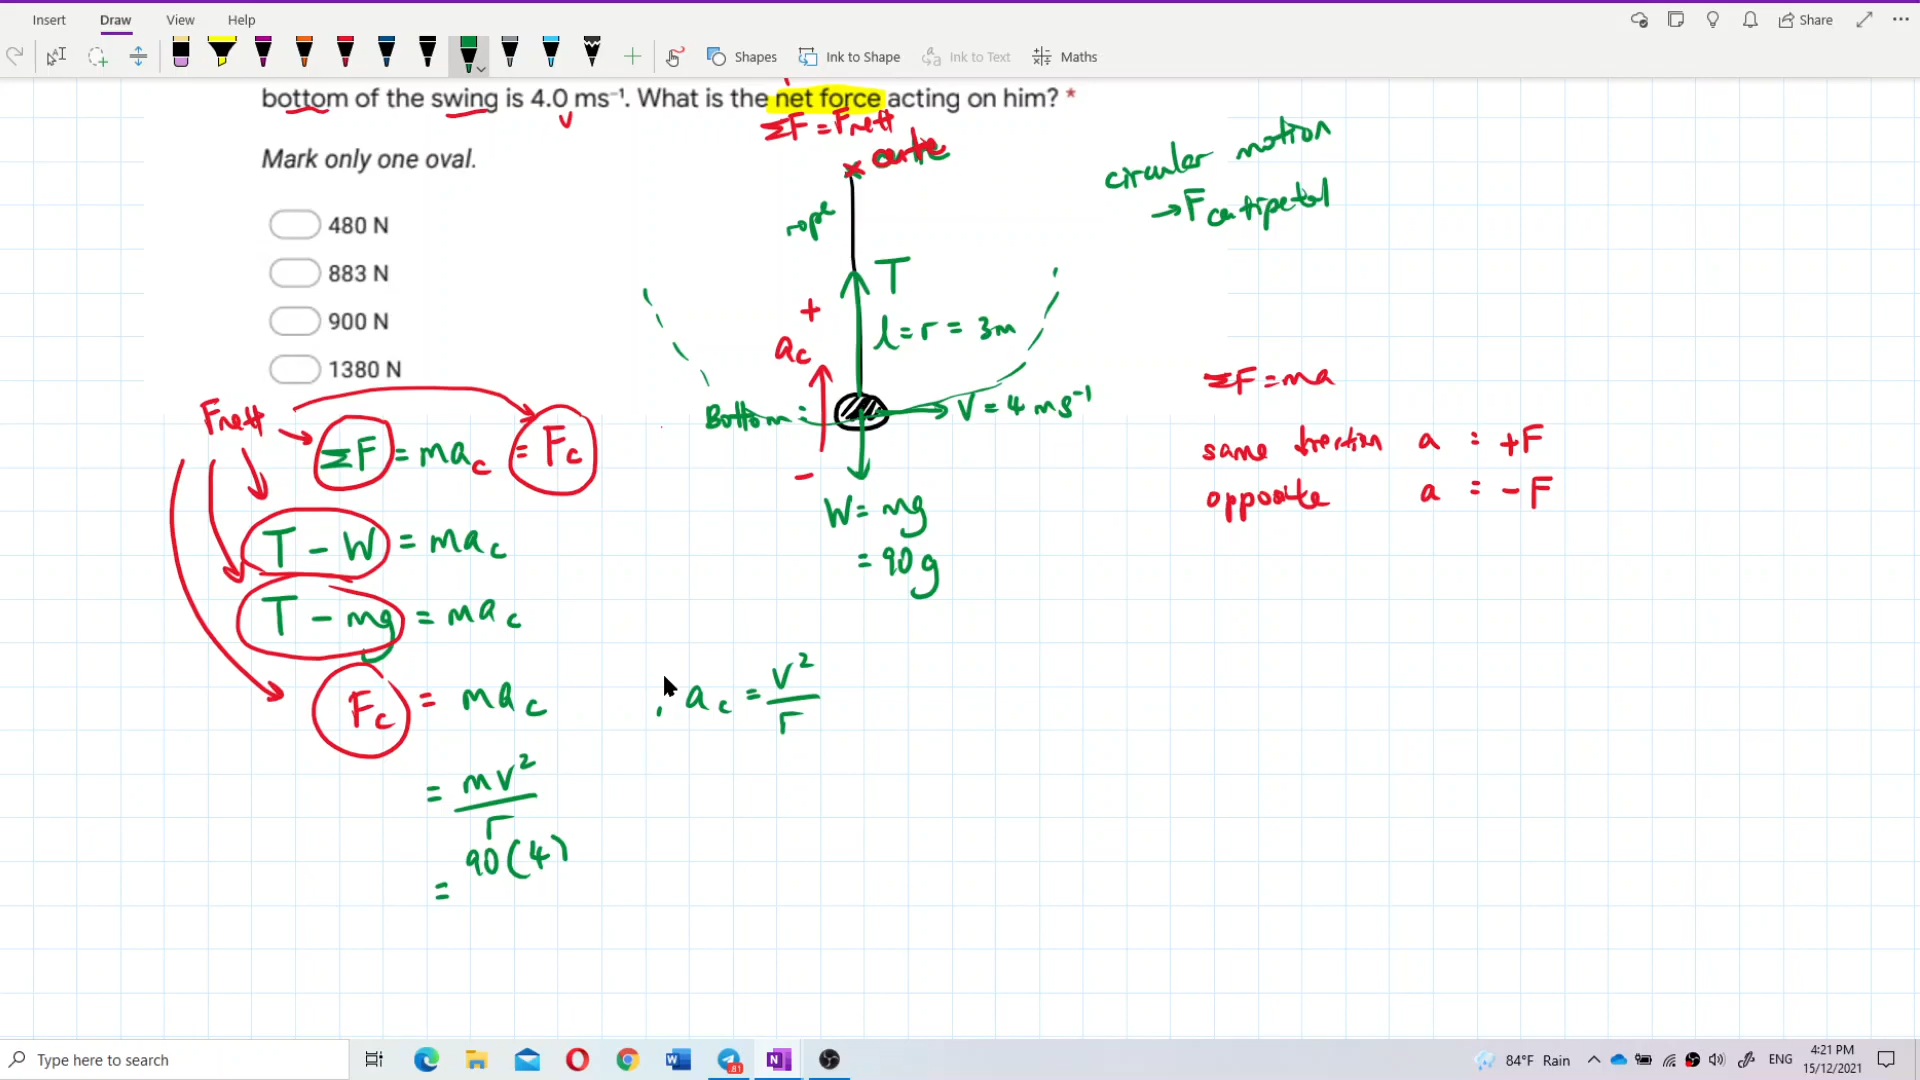 Insert Draw View Help
Share
Shapes Ink to Shape Ink to Text Maths
bottom of the swing is 4.0 ms⁻¹. What is the net force acting on him? *
v
ΣF = Fnett
Mark only one oval.
centre
circular motion
→ Fcentripetal
480 N
883 N
900 N
1380 N
rope
T
+
l = r = 3m
ac
Bottom :
v = 4 ms⁻¹
-
W = mg
= 90g
ΣF = ma
same direction a : +F
opposite a : -F
Fnett
ΣF = mac = Fc
T - W = mac
T - mg = mac
Fc = mac
, ac = v²/r
= mv²/r
= 90(4)
Type here to search
81
84°F Rain
ENG
4:21 PM
15/12/2021